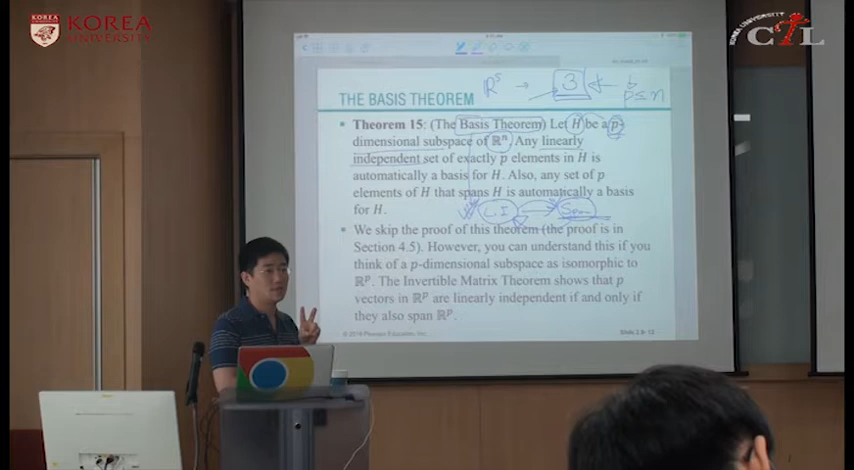 KOREA
UNIVERSITY
KOREA UNIVERSITY
CTL
ℝ⁵ → 3
p ≤ n
THE BASIS THEOREM
• Theorem 15: (The Basis Theorem) Let H be a p-
dimensional subspace of ℝⁿ. Any linearly
independent set of exactly p elements in H is
automatically a basis for H. Also, any set of p
elements of H that spans H is automatically a basis
for H.
L.I Span
• We skip the proof of this theorem (the proof is in
Section 4.5). However, you can understand this if you
think of a p-dimensional subspace as isomorphic to
ℝᵖ. The Invertible Matrix Theorem shows that p
vectors in ℝᵖ are linearly independent if and only if
they also span ℝᵖ.
© 2016 Pearson Education, Inc.